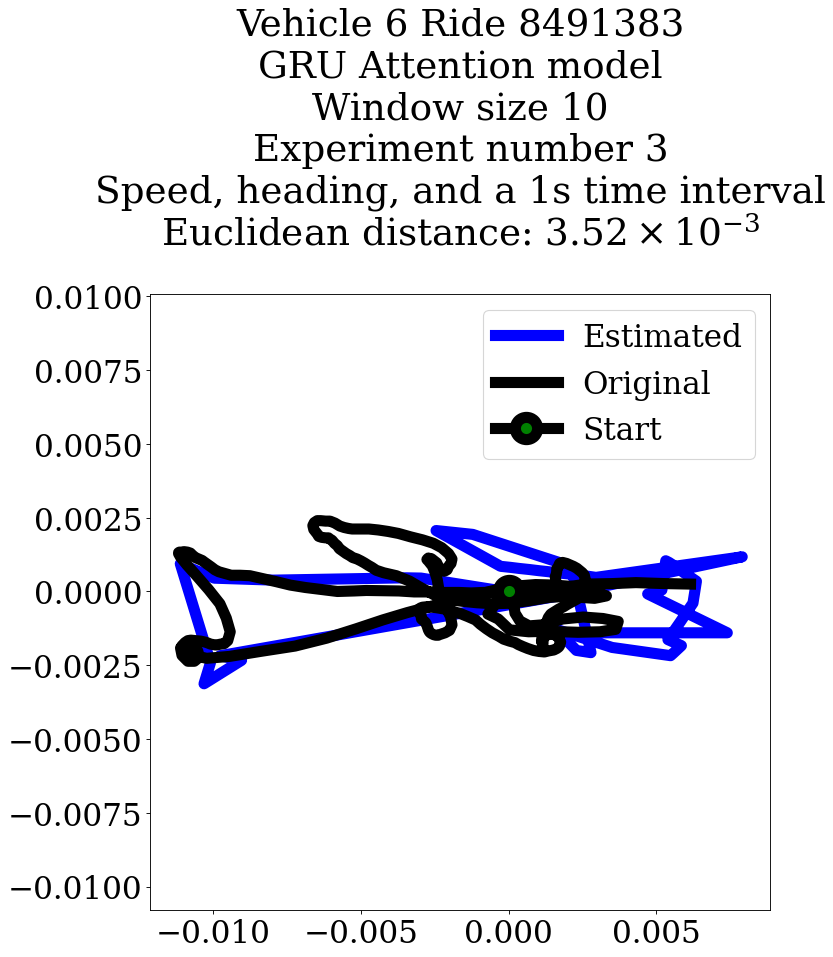 Vehicle 6 Ride 8491383
GRU Attention model
Window size 10
Experiment number 3
Speed, heading, and a 1s time interval
Euclidean distance: 3.52 × 10⁻³
0.0100
0.0075
0.0050
0.0025
0.0000
−0.0025
−0.0050
−0.0075
−0.0100
Estimated
Original
Start
−0.010 −0.005 0.000 0.005